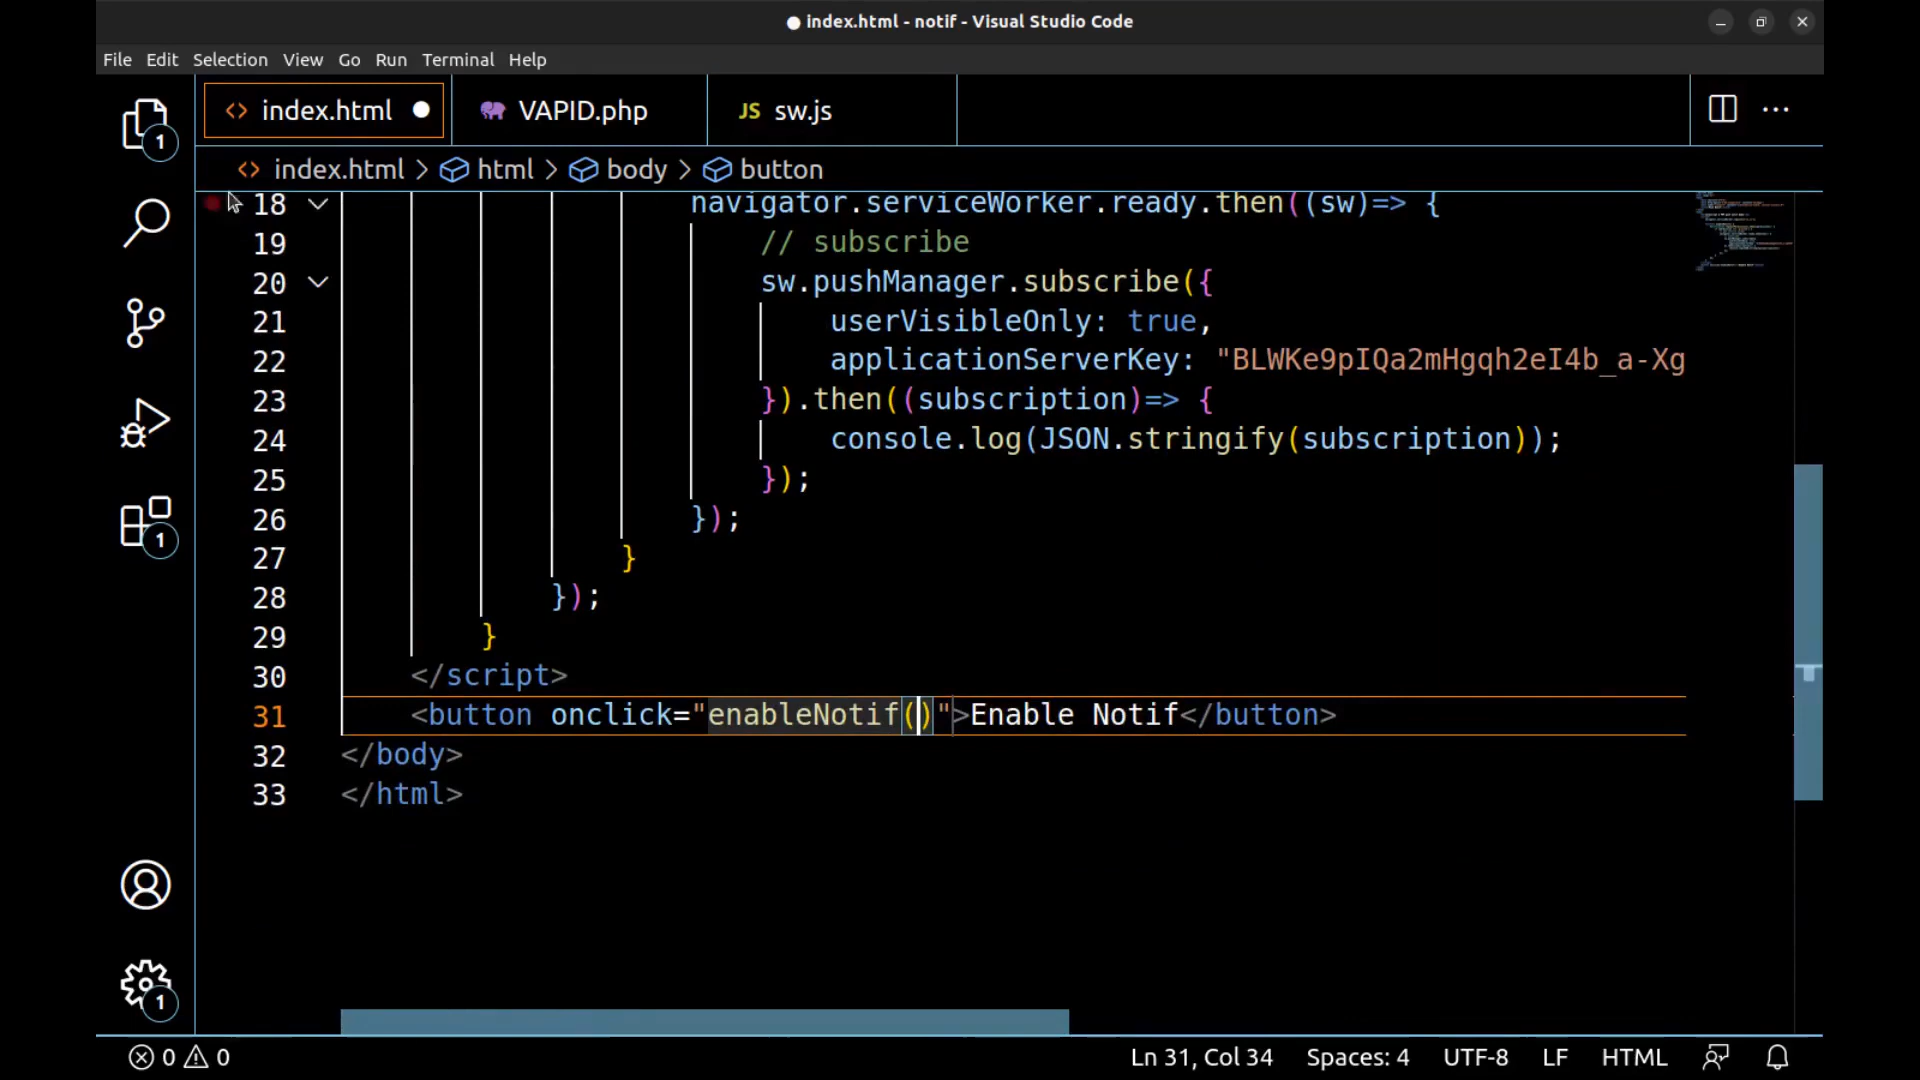 ● index.html - notif - Visual Studio Code
File Edit Selection View Go Run Terminal Help
<> index.html ● VAPID.php JS sw.js
<> index.html > html > body > button
18 navigator.serviceWorker.ready.then((sw)=> {
19 // subscribe
20 sw.pushManager.subscribe({
21 userVisibleOnly: true,
22 applicationServerKey: "BLWKe9pIQa2mHgqh2eI4b_a-Xg
23 }).then((subscription)=> {
24 console.log(JSON.stringify(subscription));
25 });
26 });
27 }
28 });
29 }
30 </script>
31 <button onclick="enableNotif()">Enable Notif</button>
32 </body>
33 </html>
1
1
1
0 0 Ln 31, Col 34 Spaces: 4 UTF-8 LF HTML